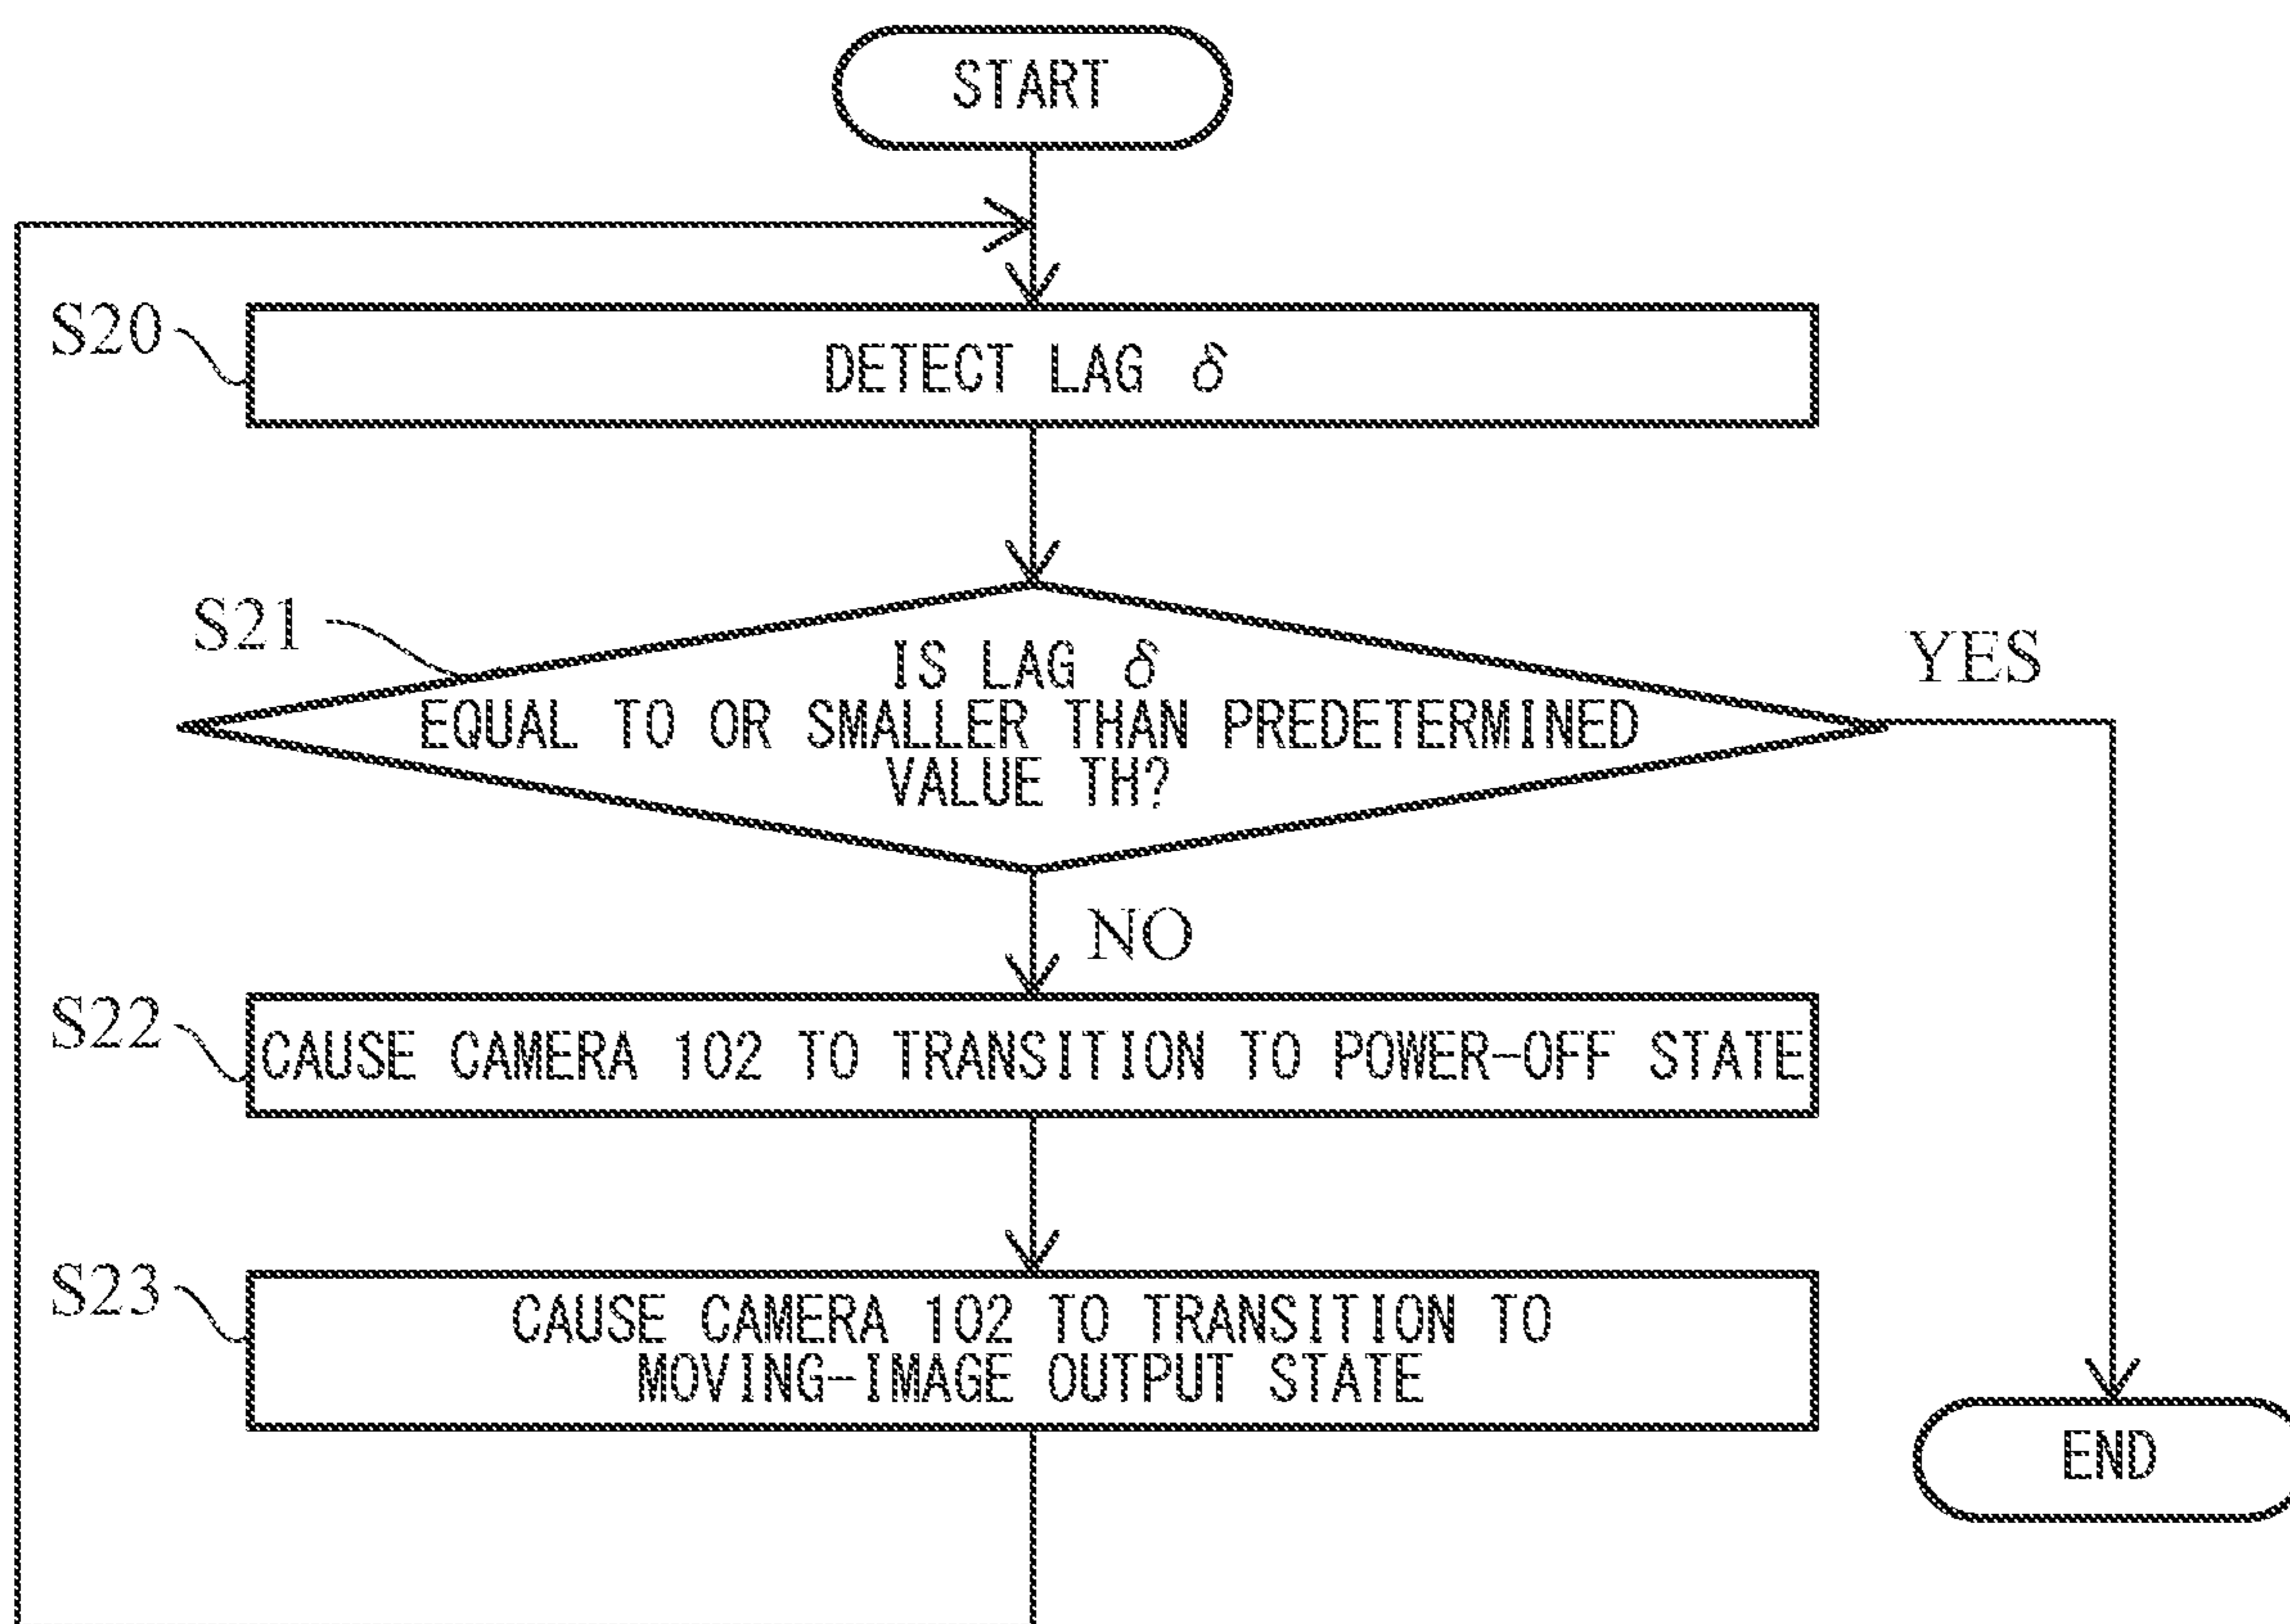 START
S20
DETECT LAG δ
S21
IS LAG δ
EQUAL TO OR SMALLER THAN PREDETERMINED
VALUE TH?
YES
NO
S22
CAUSE CAMERA 102 TO TRANSITION TO POWER-OFF STATE
S23
CAUSE CAMERA 102 TO TRANSITION TO
MOVING-IMAGE OUTPUT STATE
END